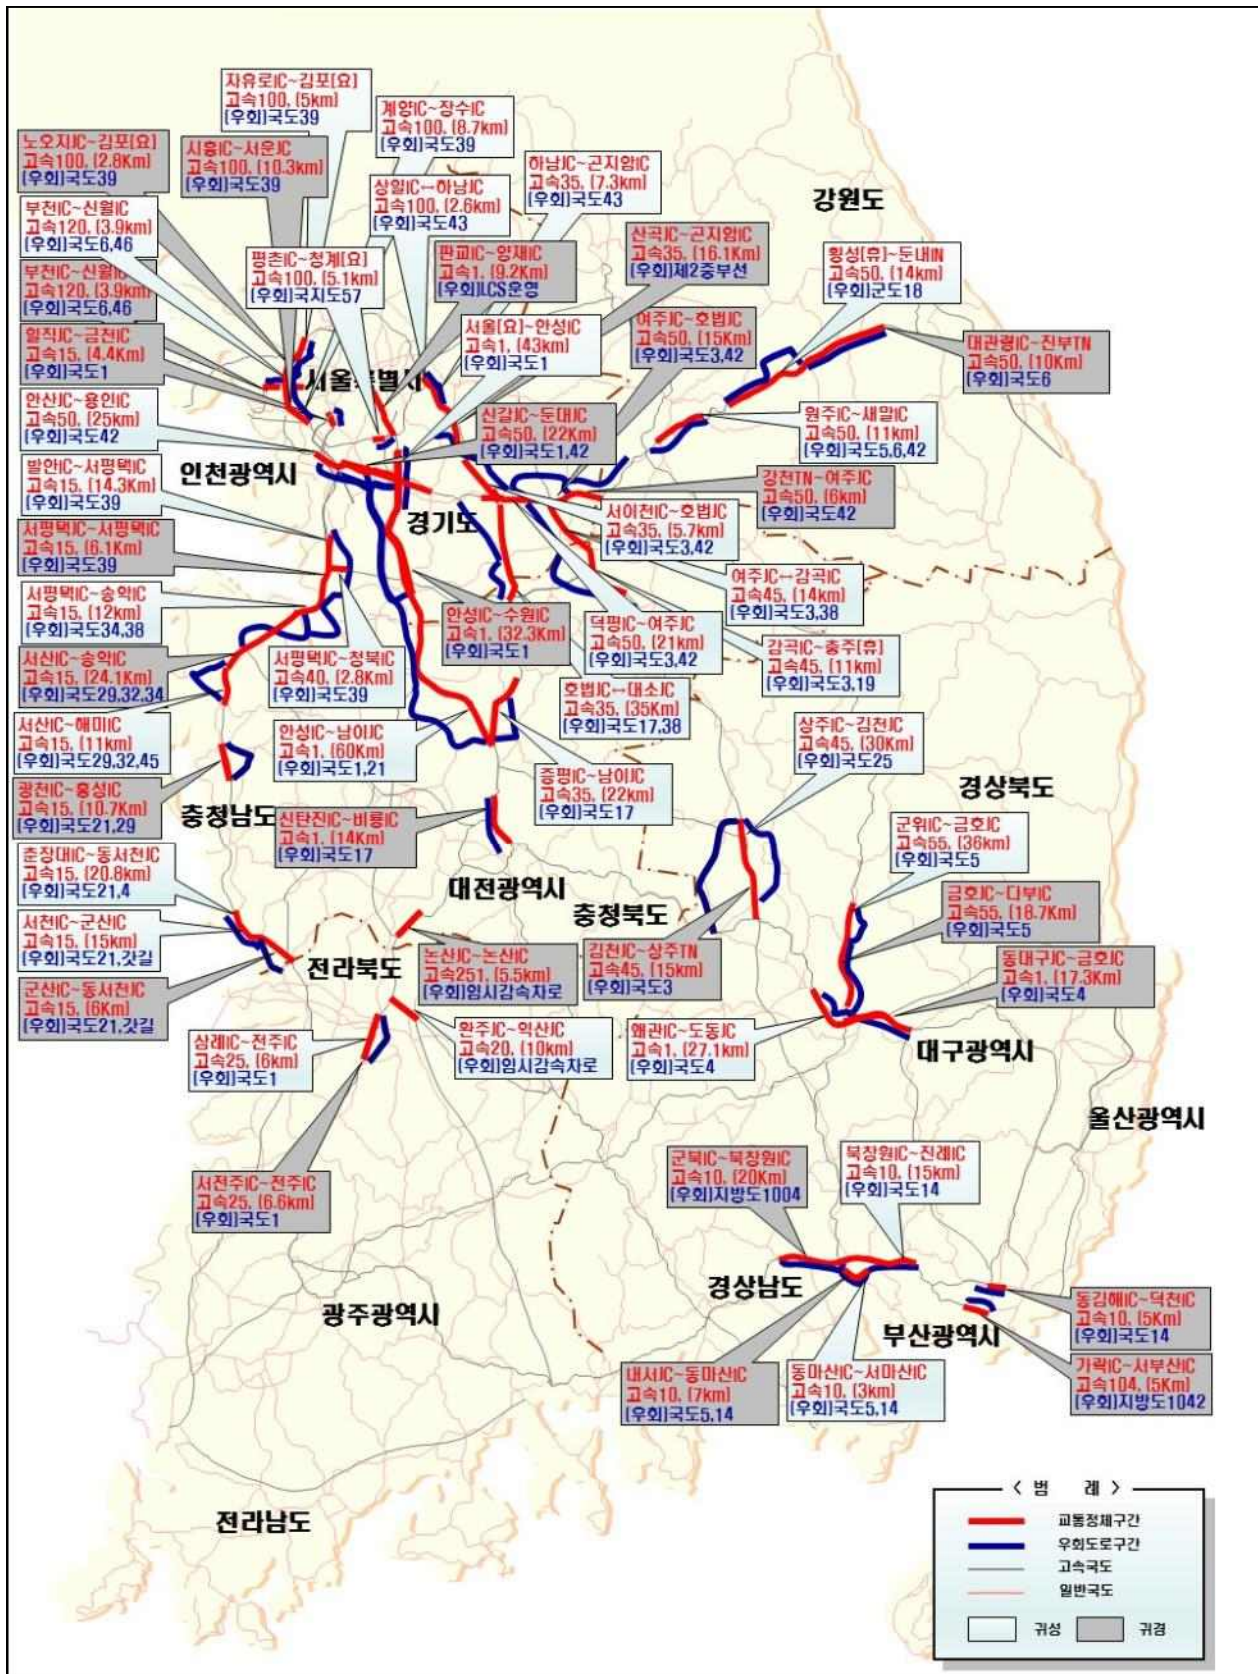 자유로IC~김포[요]
고속100, (5km)
[우회]국도39
계양IC~장수IC
고속100, (8.7km)
[우회]국도39
노오지JC~김포[요]
고속100, (2.8Km)
[우회]국도39
시흥IC~서운JC
고속100, (10.3km)
[우회]국도39
하남JC~곤지암IC
고속35, (7.3km)
[우회]국도43
상일IC↔하남JC
고속100, (2.6km)
[우회]국도43
강원도
부천IC~신월IC
고속120, (3.9km)
[우회]국도6,46
산곡IC~곤지암IC
고속35, (16.1Km)
[우회]제2중부선
횡성[휴]~둔내IN
고속50, (14km)
[우회]군도18
평촌IC~청계[요]
고속100, (5.1km)
[우회]국지도57
판교IC~양재IC
고속1, (9.2Km)
[우회]LCS운영
부천IC~신월IC
고속120, (3.9km)
[우회]국도6,46
서울[요]~안성IC
고속1, (43km)
[우회]국도1
여주IC~호법JC
고속50, (15Km)
[우회]국도3,42
대관령IC~진부TN
고속50, (10Km)
[우회]국도6
일직JC~금천IC
고속15, (4.4Km)
[우회]국도1
서울특별시
안산JC~용인IC
고속50, (25km)
[우회]국도42
신갈JC~둔대JC
고속50, (22Km)
[우회]국도1,42
원주IC~새말IC
고속50, (11km)
[우회]국도5,6,42
인천광역시
발안IC~서평택IC
고속15, (14.3Km)
[우회]국도39
강천TN~여주JC
고속50, (6km)
[우회]국도42
경기도
서이천IC~호법JC
고속35, (5.7km)
[우회]국도3,42
서평택JC~서평택IC
고속15, (6.1Km)
[우회]국도39
여주JC↔감곡IC
고속45, (14km)
[우회]국도3,38
서평택IC~송악IC
고속15, (12km)
[우회]국도34,38
안성IC~수원IC
고속1, (32.3Km)
[우회]국도1
덕평IC~여주JC
고속50, (21km)
[우회]국도3,42
감곡IC~충주[휴]
고속45, (11km)
[우회]국도3,19
서산IC~송악IC
고속15, (24.1Km)
[우회]국도29,32,34
서평택JC~청북IC
고속40, (2.8Km)
[우회]국도39
호법JC↔대소JC
고속35, (35Km)
[우회]국도17,38
서산IC~해미IC
고속15, (11km)
[우회]국도29,32,45
안성IC~남이JC
고속1, (60Km)
[우회]국도1,21
상주IC~김천JC
고속45, (30Km)
[우회]국도25
증평IC~남이JC
고속35, (22km)
[우회]국도17
경상북도
광천IC~홍성IC
고속15, (10.7km)
[우회]국도21,29
충청남도
신탄진IC~비룡JC
고속1, (14Km)
[우회]국도17
군위IC~금호JC
고속55, (36km)
[우회]국도5
춘장대IC~동서천IC
고속15, (20.8km)
[우회]국도21,4
대전광역시
충청북도
금호JC~다부IC
고속55, (18.7Km)
[우회]국도5
서천IC~군산IC
고속15, (15km)
[우회]국도21,갓길
전라북도
논산IC~논산JC
고속251, (5.5km)
[우회]임시감속차로
김천JC~상주TN
고속45, (15km)
[우회]국도3
동대구JC~금호JC
고속1, (17.3Km)
[우회]국도4
군산IC~동서천IC
고속15, (6Km)
[우회]국도21,갓길
삼례IC~전주IC
고속25, (6km)
[우회]국도1
완주IC~익산JC
고속20, (10km)
[우회]임시감속차로
왜관IC~도동JC
고속1, (27.1km)
[우회]국도4
대구광역시
울산광역시
서전주IC~전주IC
고속25, (6.6km)
[우회]국도1
군북IC~북창원IC
고속10, (20Km)
[우회]지방도1004
북창원IC~진례IC
고속10, (15km)
[우회]국도14
경상남도
광주광역시
부산광역시
동김해IC~덕천IC
고속10, (5Km)
[우회]국도14
내서JC~동마산IC
고속10, (7km)
[우회]국도5,14
동마산IC~서마산IC
고속10, (3km)
[우회]국도5,14
가락IC~서부산IC
고속104, (5Km)
[우회]지방도1042
전라남도
< 범 례 >
교통정체구간
우회도로구간
고속국도
일반국도
귀성 귀경